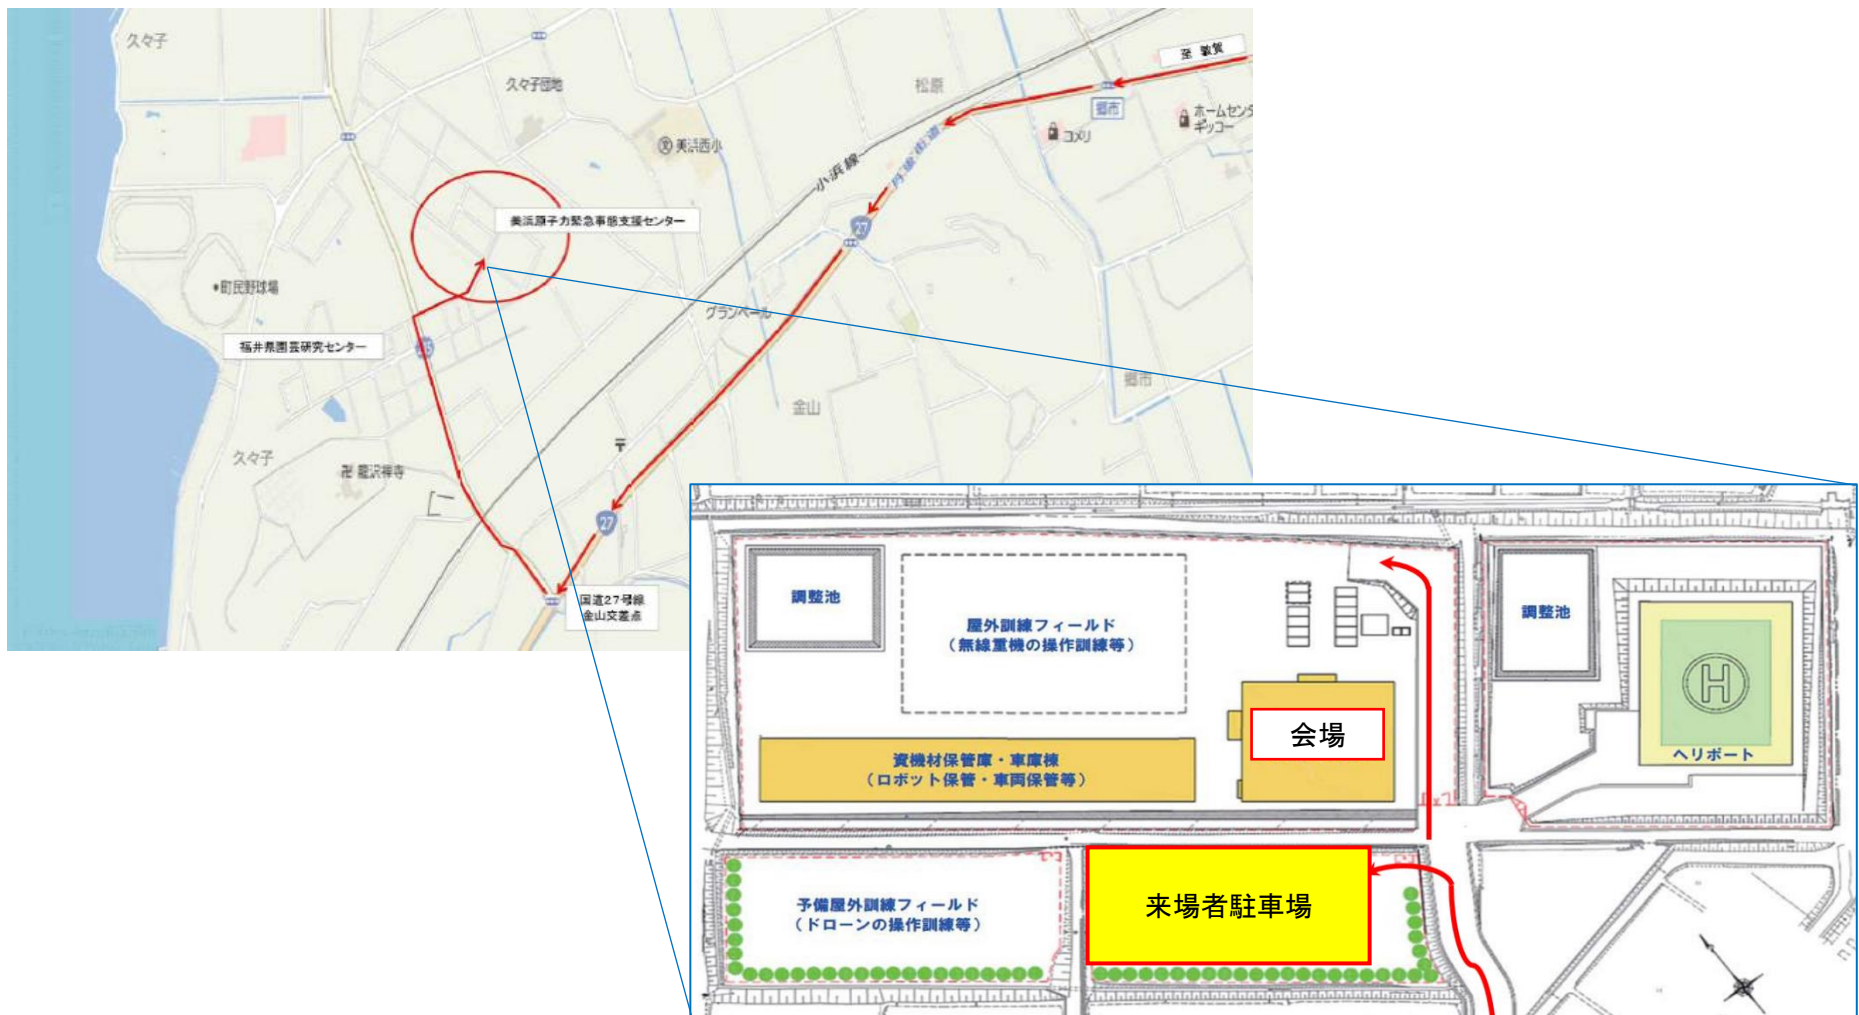 久々子
久々子団地
松原
至 敦賀
郷市
ホームセンタ
キッコー
コメリ
美浜西小
丹後街道
小浜線
27
美浜原子力緊急事態支援センター
町民野球場
グランベール
福井県園芸研究センター
郷市
金山
〒
久々子
龍沢禅寺
27
国道27号線
金山交差点
調整池
屋外訓練フィールド
(無線重機の操作訓練等)
調整池
H
会場
ヘリポート
資機材保管庫・車庫棟
(ロボット保管・車両保管等)
予備屋外訓練フィールド
(ドローンの操作訓練等)
来場者駐車場